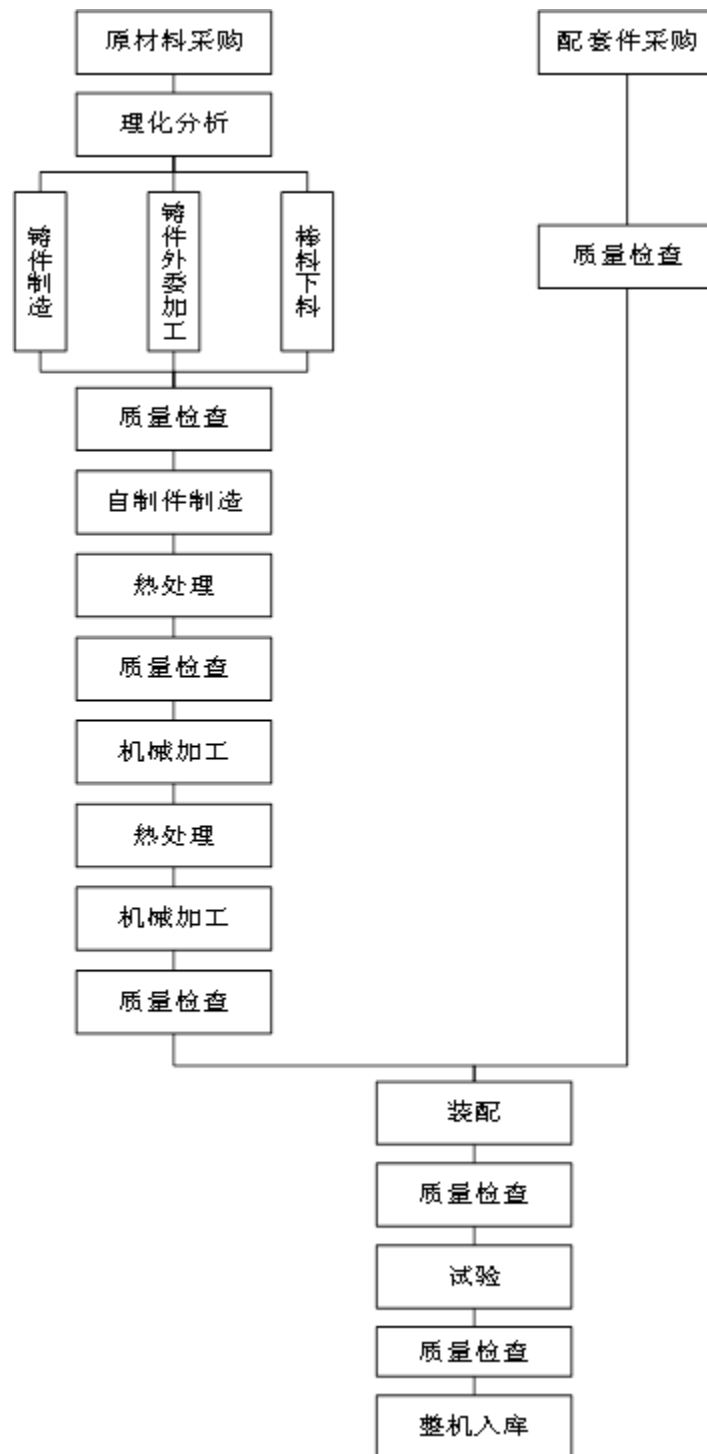 原材料采购
配套件采购
理化分析
铸件制造
铸件外委加工
棒料下料
质量检查
质量检查
自制件制造
热处理
质量检查
机械加工
热处理
机械加工
质量检查
装配
质量检查
试验
质量检查
整机入库